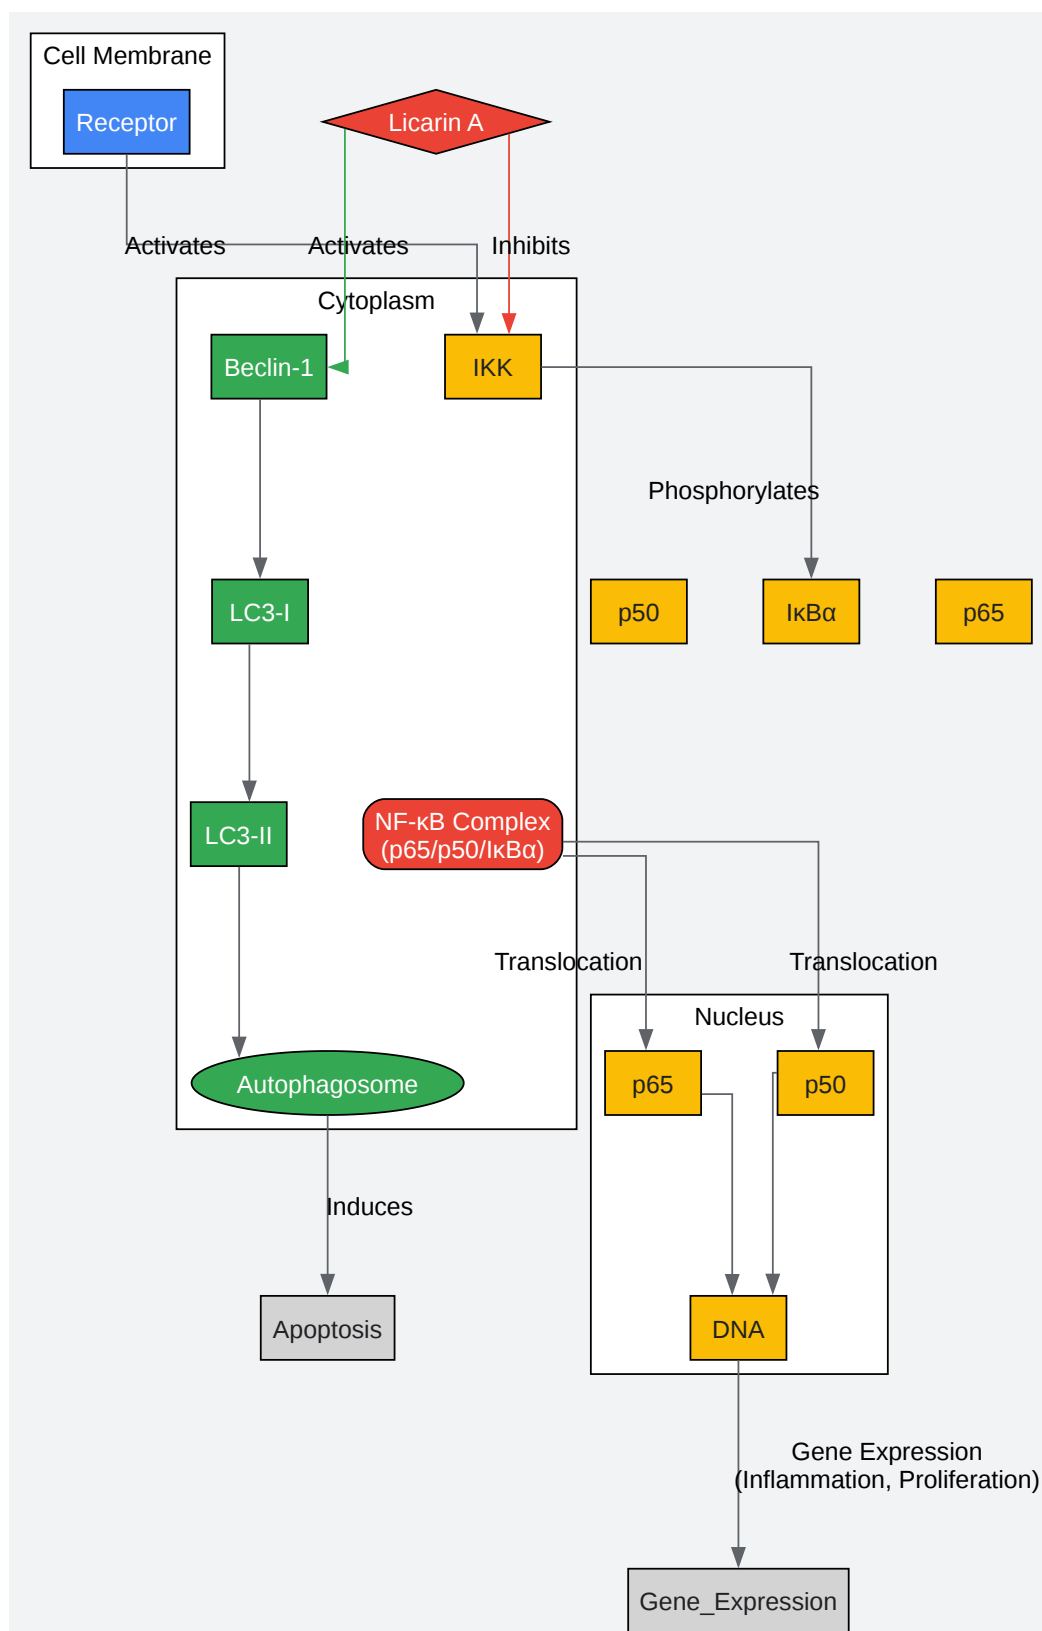 Cell Membrane
Receptor
Licarin A
Activates
Activates
Inhibits
Cytoplasm
Beclin-1
IKK
Phosphorylates
LC3-I
p50
IκBα
p65
LC3-II
NF-κB Complex
(p65/p50/IκBα)
Translocation
Translocation
Nucleus
Autophagosome
p65
p50
Induces
Apoptosis
DNA
Gene Expression
(Inflammation, Proliferation)
Gene_Expression